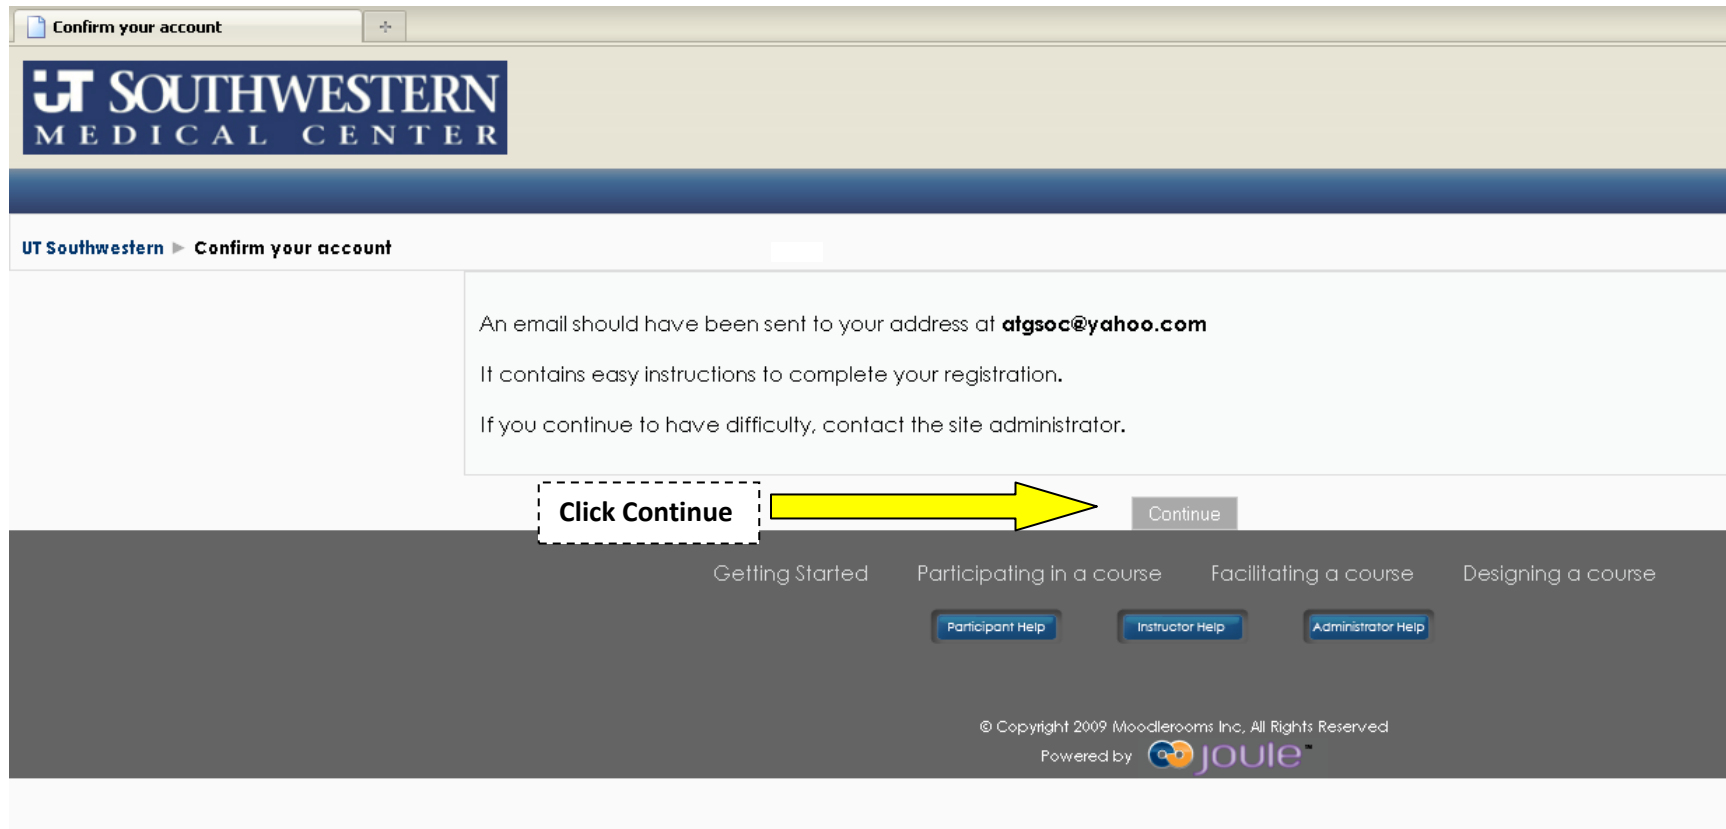 Confirm your account
UT SOUTHWESTERN
MEDICAL CENTER
UT Southwestern ► Confirm your account
An email should have been sent to your address at atgsoc@yahoo.com
It contains easy instructions to complete your registration.
If you continue to have difficulty, contact the site administrator.
Click Continue
Continue
Getting Started Participating in a course Facilitating a course Designing a course
Participant Help Instructor Help Administrator Help
© Copyright 2009 Moodlerooms Inc, All Rights Reserved
Powered by joule™